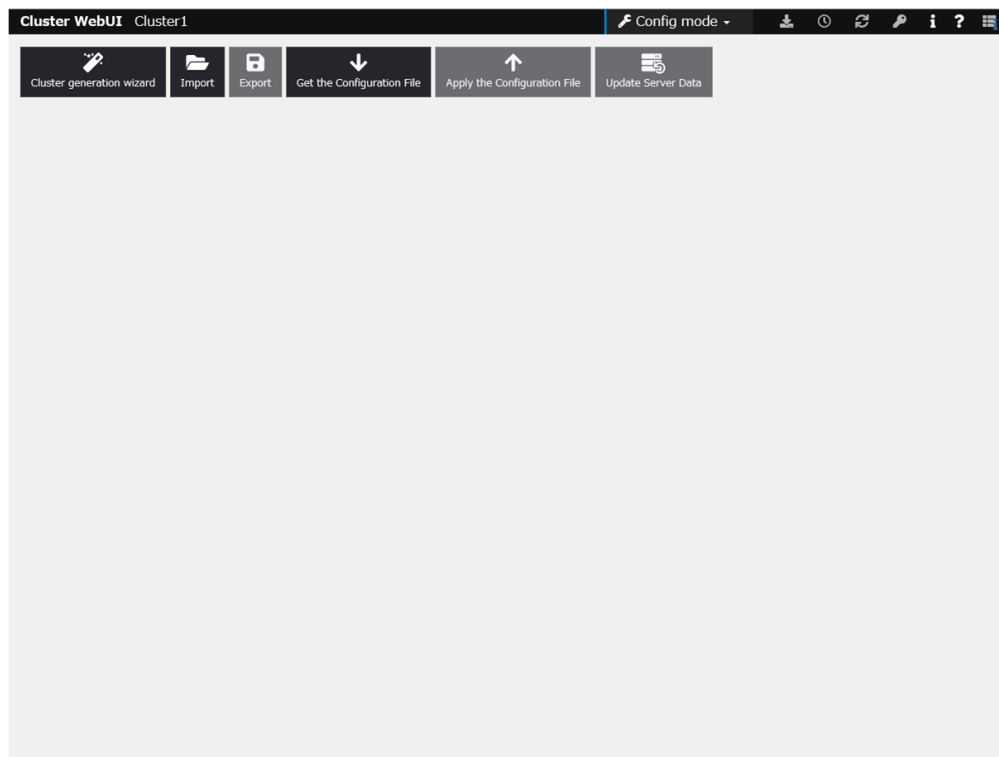 Cluster WebUI Cluster1 Config mode
Cluster generation wizard Import Export Get the Configuration File Apply the Configuration File Update Server Data